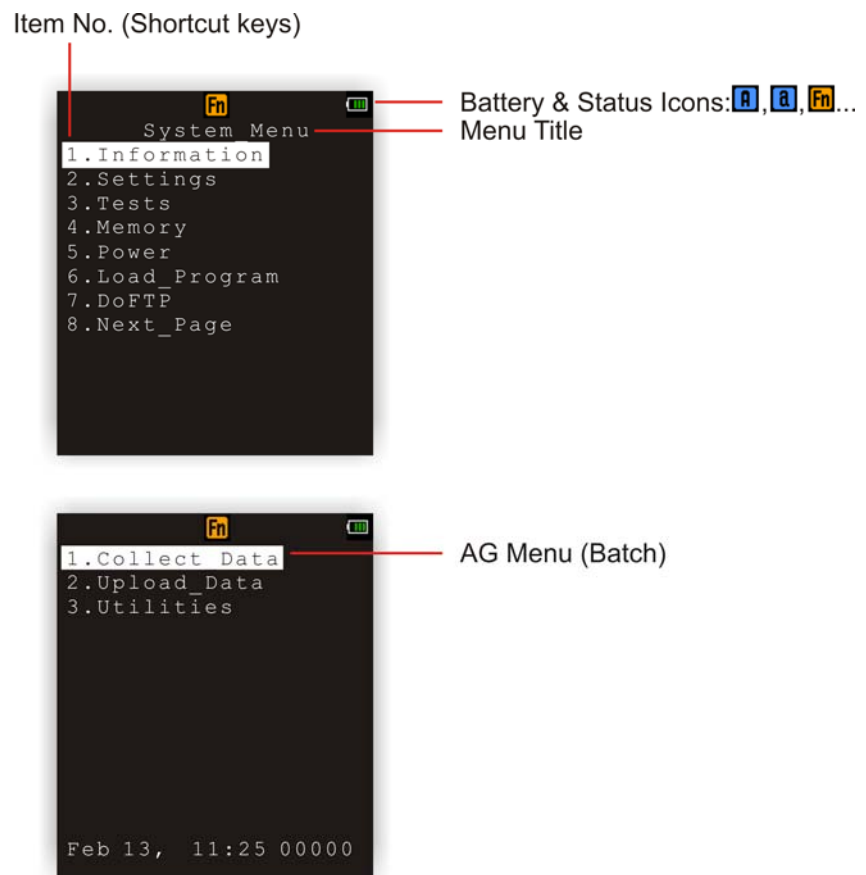 Item No. (Shortcut keys)
Fn
Battery & Status Icons: A, a, Fn...
System_Menu
Menu Title
1.Information
2.Settings
3.Tests
4.Memory
5.Power
6.Load_Program
7.DoFTP
8.Next_Page
Fn
1.Collect Data
AG Menu (Batch)
2.Upload_Data
3.Utilities
Feb 13, 11:25 00000